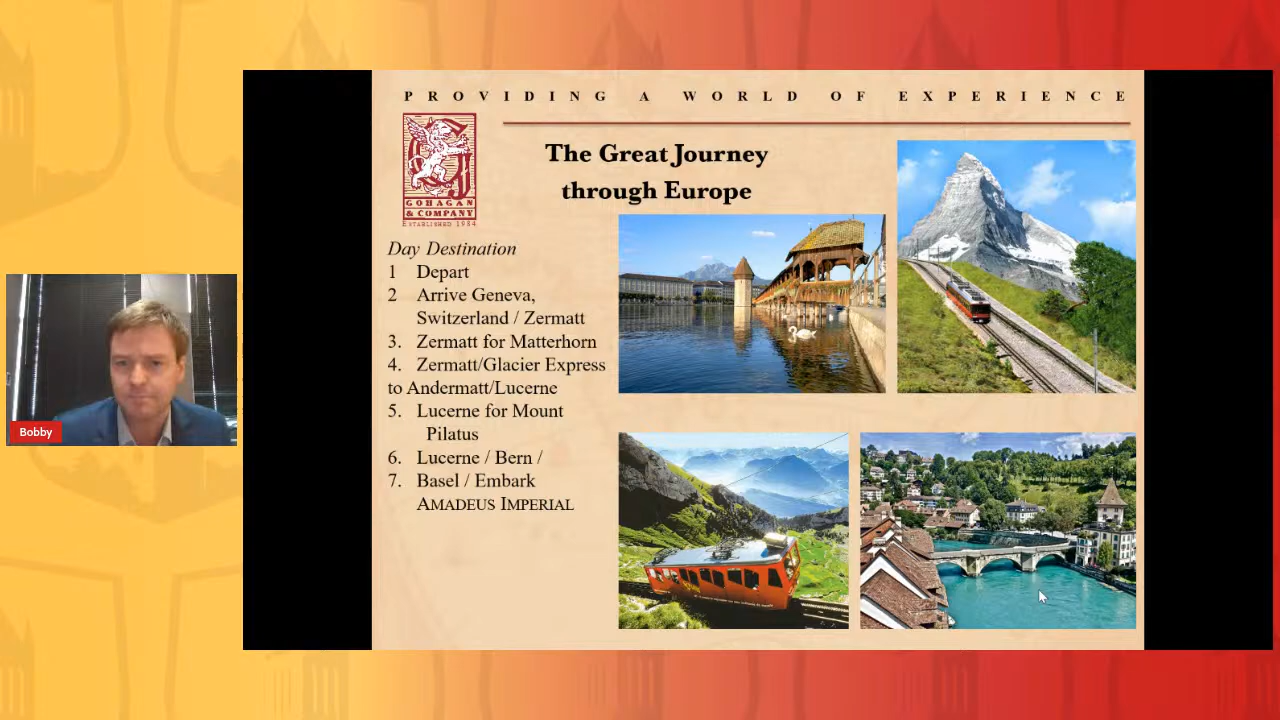 PROVIDING A WORLD OF EXPERIENCE
GOHAGAN
& COMPANY
ESTABLISHED 1984
The Great Journey
through Europe
Day Destination
1 Depart
2 Arrive Geneva,
Switzerland / Zermatt
3. Zermatt for Matterhorn
4. Zermatt/Glacier Express
to Andermatt/Lucerne
5. Lucerne for Mount
Pilatus
6. Lucerne / Bern /
7. Basel / Embark
AMADEUS IMPERIAL
Bobby